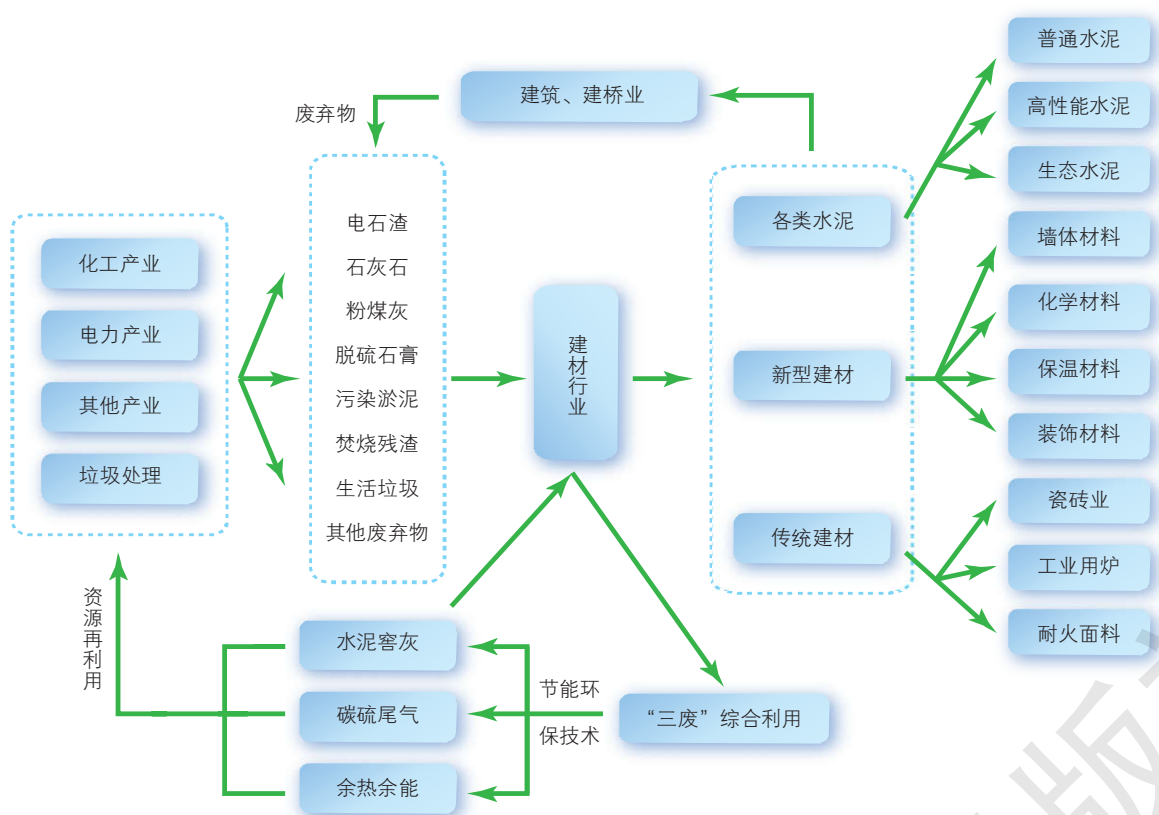 普通水泥
建筑、建桥业
高性能水泥
废弃物
生态水泥
化工产业
电力产业
其他产业
垃圾处理
电石渣
石灰石
粉煤灰
脱硫石膏
污染淤泥
焚烧残渣
生活垃圾
其他废弃物
建材行业
各类水泥
新型建材
传统建材
墙体材料
化学材料
保温材料
装饰材料
瓷砖业
工业用炉
耐火面料
资源再利用
水泥窖灰
碳硫尾气
余热余能
节能环
保技术
“三废”综合利用
版